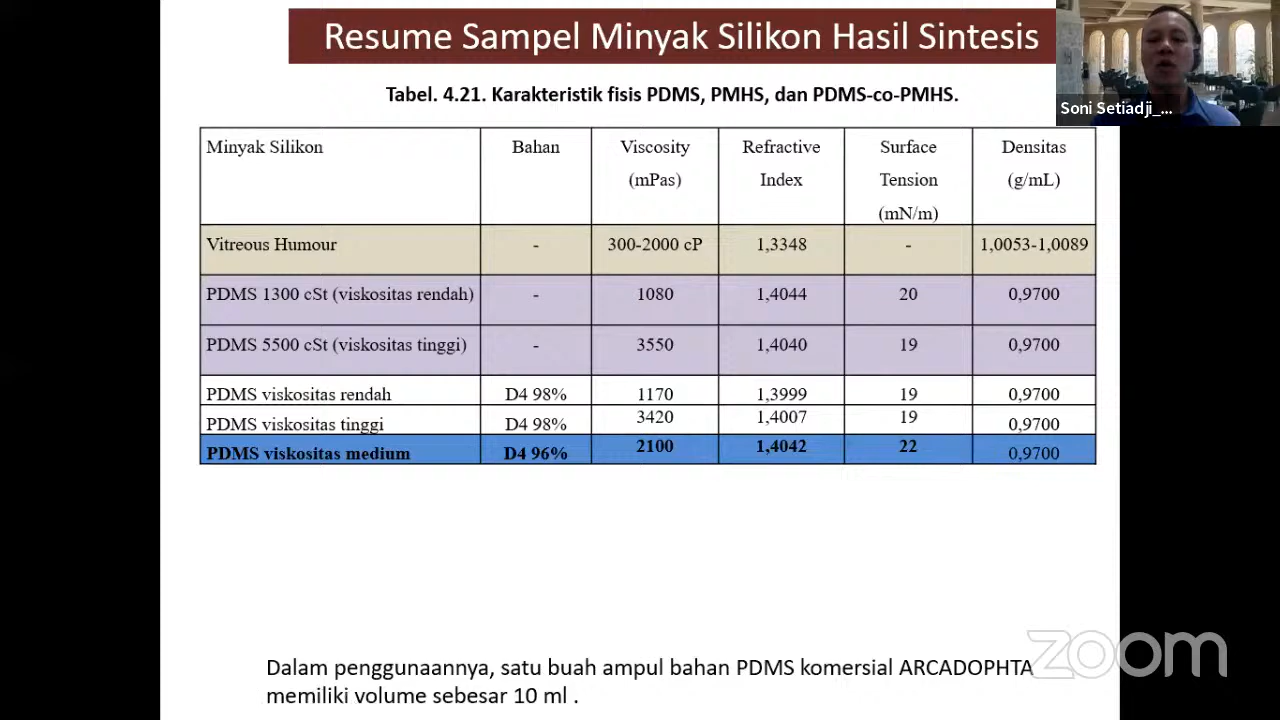 Resume Sampel Minyak Silikon Hasil Sintesis
Soni Setiadji_...
Tabel. 4.21. Karakteristik fisis PDMS, PMHS, dan PDMS-co-PMHS.
Minyak Silikon Bahan Viscosity (mPas) Refractive Index Surface Tension (mN/m) Densitas (g/mL)
Vitreous Humour - 300-2000 cP 1,3348 - 1,0053-1,0089
PDMS 1300 cSt (viskositas rendah) - 1080 1,4044 20 0,9700
PDMS 5500 cSt (viskositas tinggi) - 3550 1,4040 19 0,9700
PDMS viskositas rendah D4 98% 1170 1,3999 19 0,9700
PDMS viskositas tinggi D4 98% 3420 1,4007 19 0,9700
PDMS viskositas medium D4 96% 2100 1,4042 22 0,9700
zoom
Dalam penggunaannya, satu buah ampul bahan PDMS komersial ARCADOPHTA
memiliki volume sebesar 10 ml .